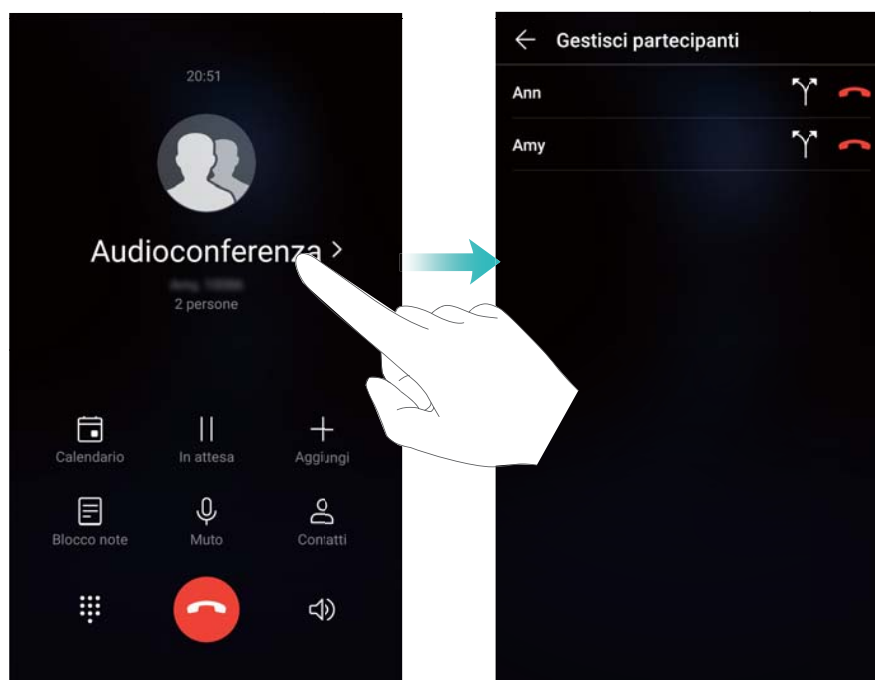 20:51
Audioconferenza >
2 persone
Calendario
In attesa
Aggiungi
Blocco note
Muto
Contatti
Gestisci partecipanti
Ann
Amy